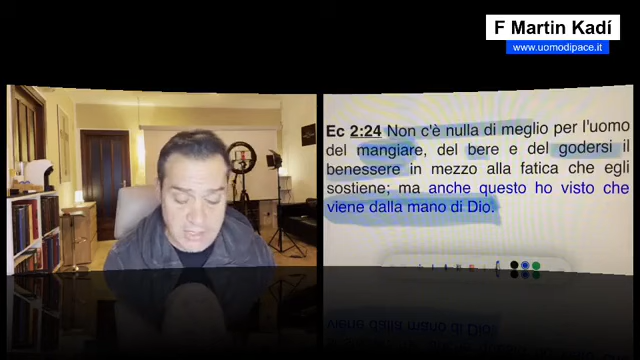 F Martin Kadí
www.uomodipace.it
Ec 2:24 Non c'è nulla di meglio per l'uomo
del mangiare, del bere e del godersi il
benessere in mezzo alla fatica che egli
sostiene; ma anche questo ho visto che
viene dalla mano di Dio.